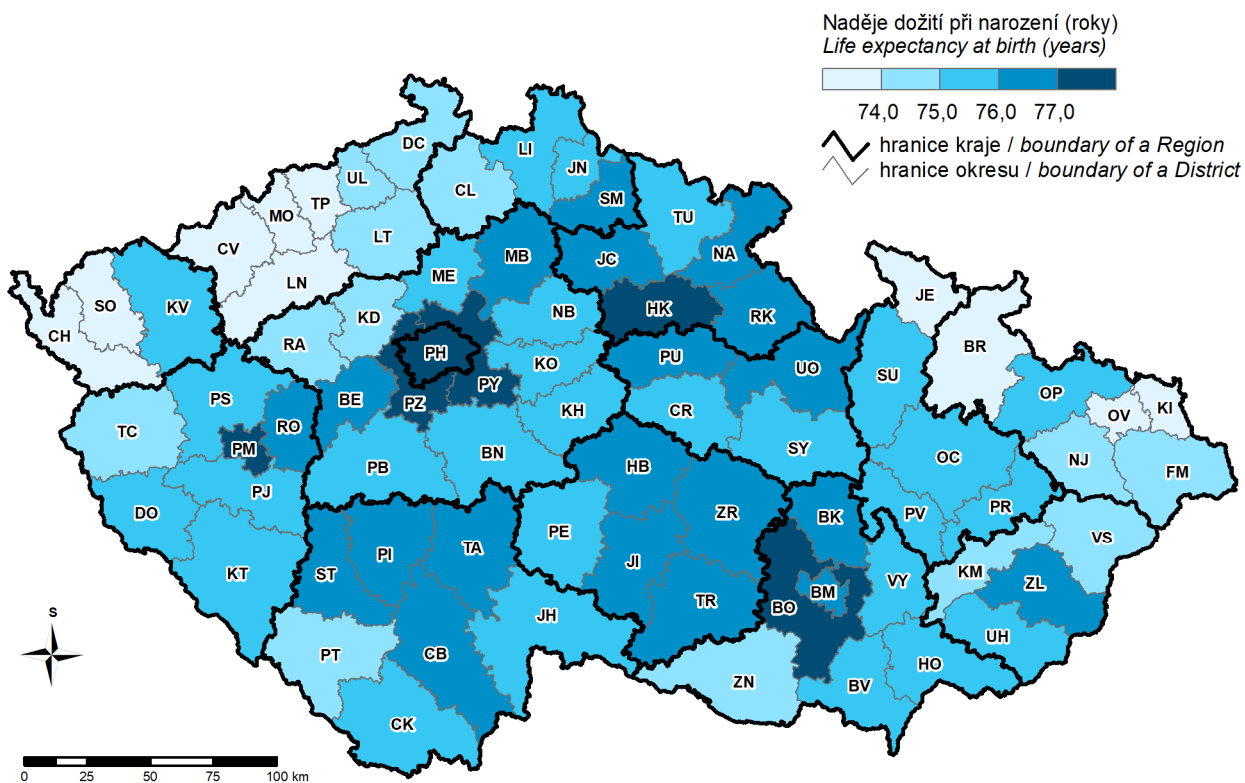 Naděje dožití při narození (roky)
Life expectancy at birth (years)
74,0 75,0 76,0 77,0
hranice kraje / boundary of a Region
hranice okresu / boundary of a District
DC
LI
JN
UL
CL
TP
SM
MO
TU
LT
CV
MB
NA
JC
ME
LN
JE
SO
KV
HK
NB
KD
RK
CH
RA
BR
PH
PU
KO
UO
SU
PY
OP
BE
PZ
PS
KI
KH
CR
OV
RO
TC
PM
SY
BN
OC
NJ
PB
HB
FM
PJ
PR
DO
ZR
BK
PV
PE
VS
PI
TA
JI
KT
ST
KM
VY
ZL
BM
TR
BO
JH
UH
CB
PT
HO
ZN
BV
CK
S
0 25 50 75 100 km